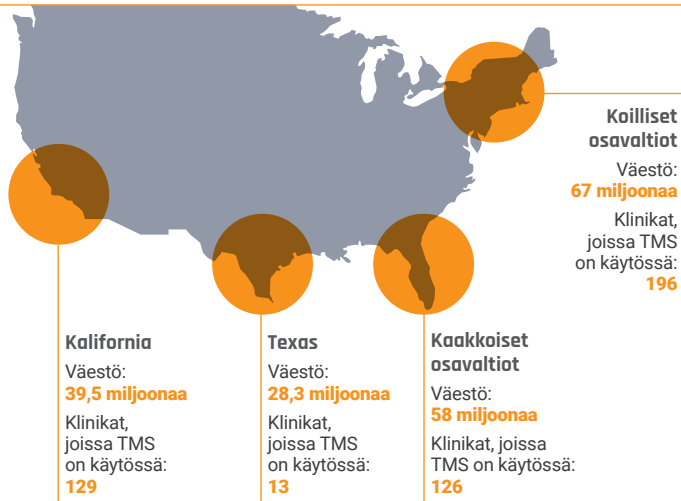 Koilliset
osavaltiot
Väestö:
67 miljoonaa
Klinikat,
joissa TMS
on käytössä:
196
Kalifornia
Väestö:
39,5 miljoonaa
Klinikat,
joissa TMS
on käytössä:
129
Texas
Väestö:
28,3 miljoonaa
Klinikat,
joissa TMS
on käytössä:
13
Kaakkoiset
osavaltiot
Väestö:
58 miljoonaa
Klinikat, joissa
TMS on käytössä:
126